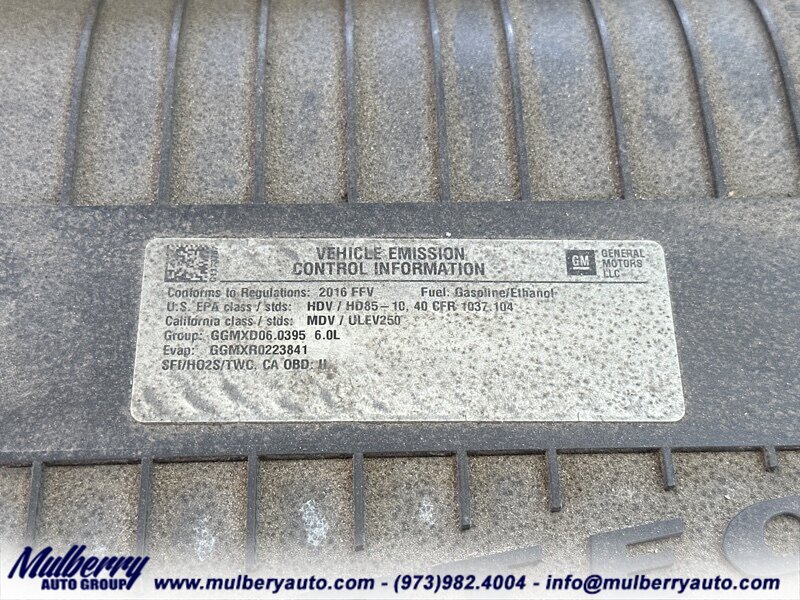 VEHICLE EMISSION
CONTROL INFORMATION
GM
GENERAL
MOTORS
LLC
Conforms to Regulations: 2016 FFV Fuel: Gasoline/Ethanol
U.S. EPA class / stds: HDV / HD85-10, 40 CFR 1037.104
California class / stds: MDV / ULEV250
Group: GGMXD06.0395 6.0L
Evap: GGMXR0223841
SFI/HO2S/TWC, CA OBD: II
Mulberry
AUTO GROUP
www.mulberyauto.com - (973)982.4004 - info@mulberryauto.com